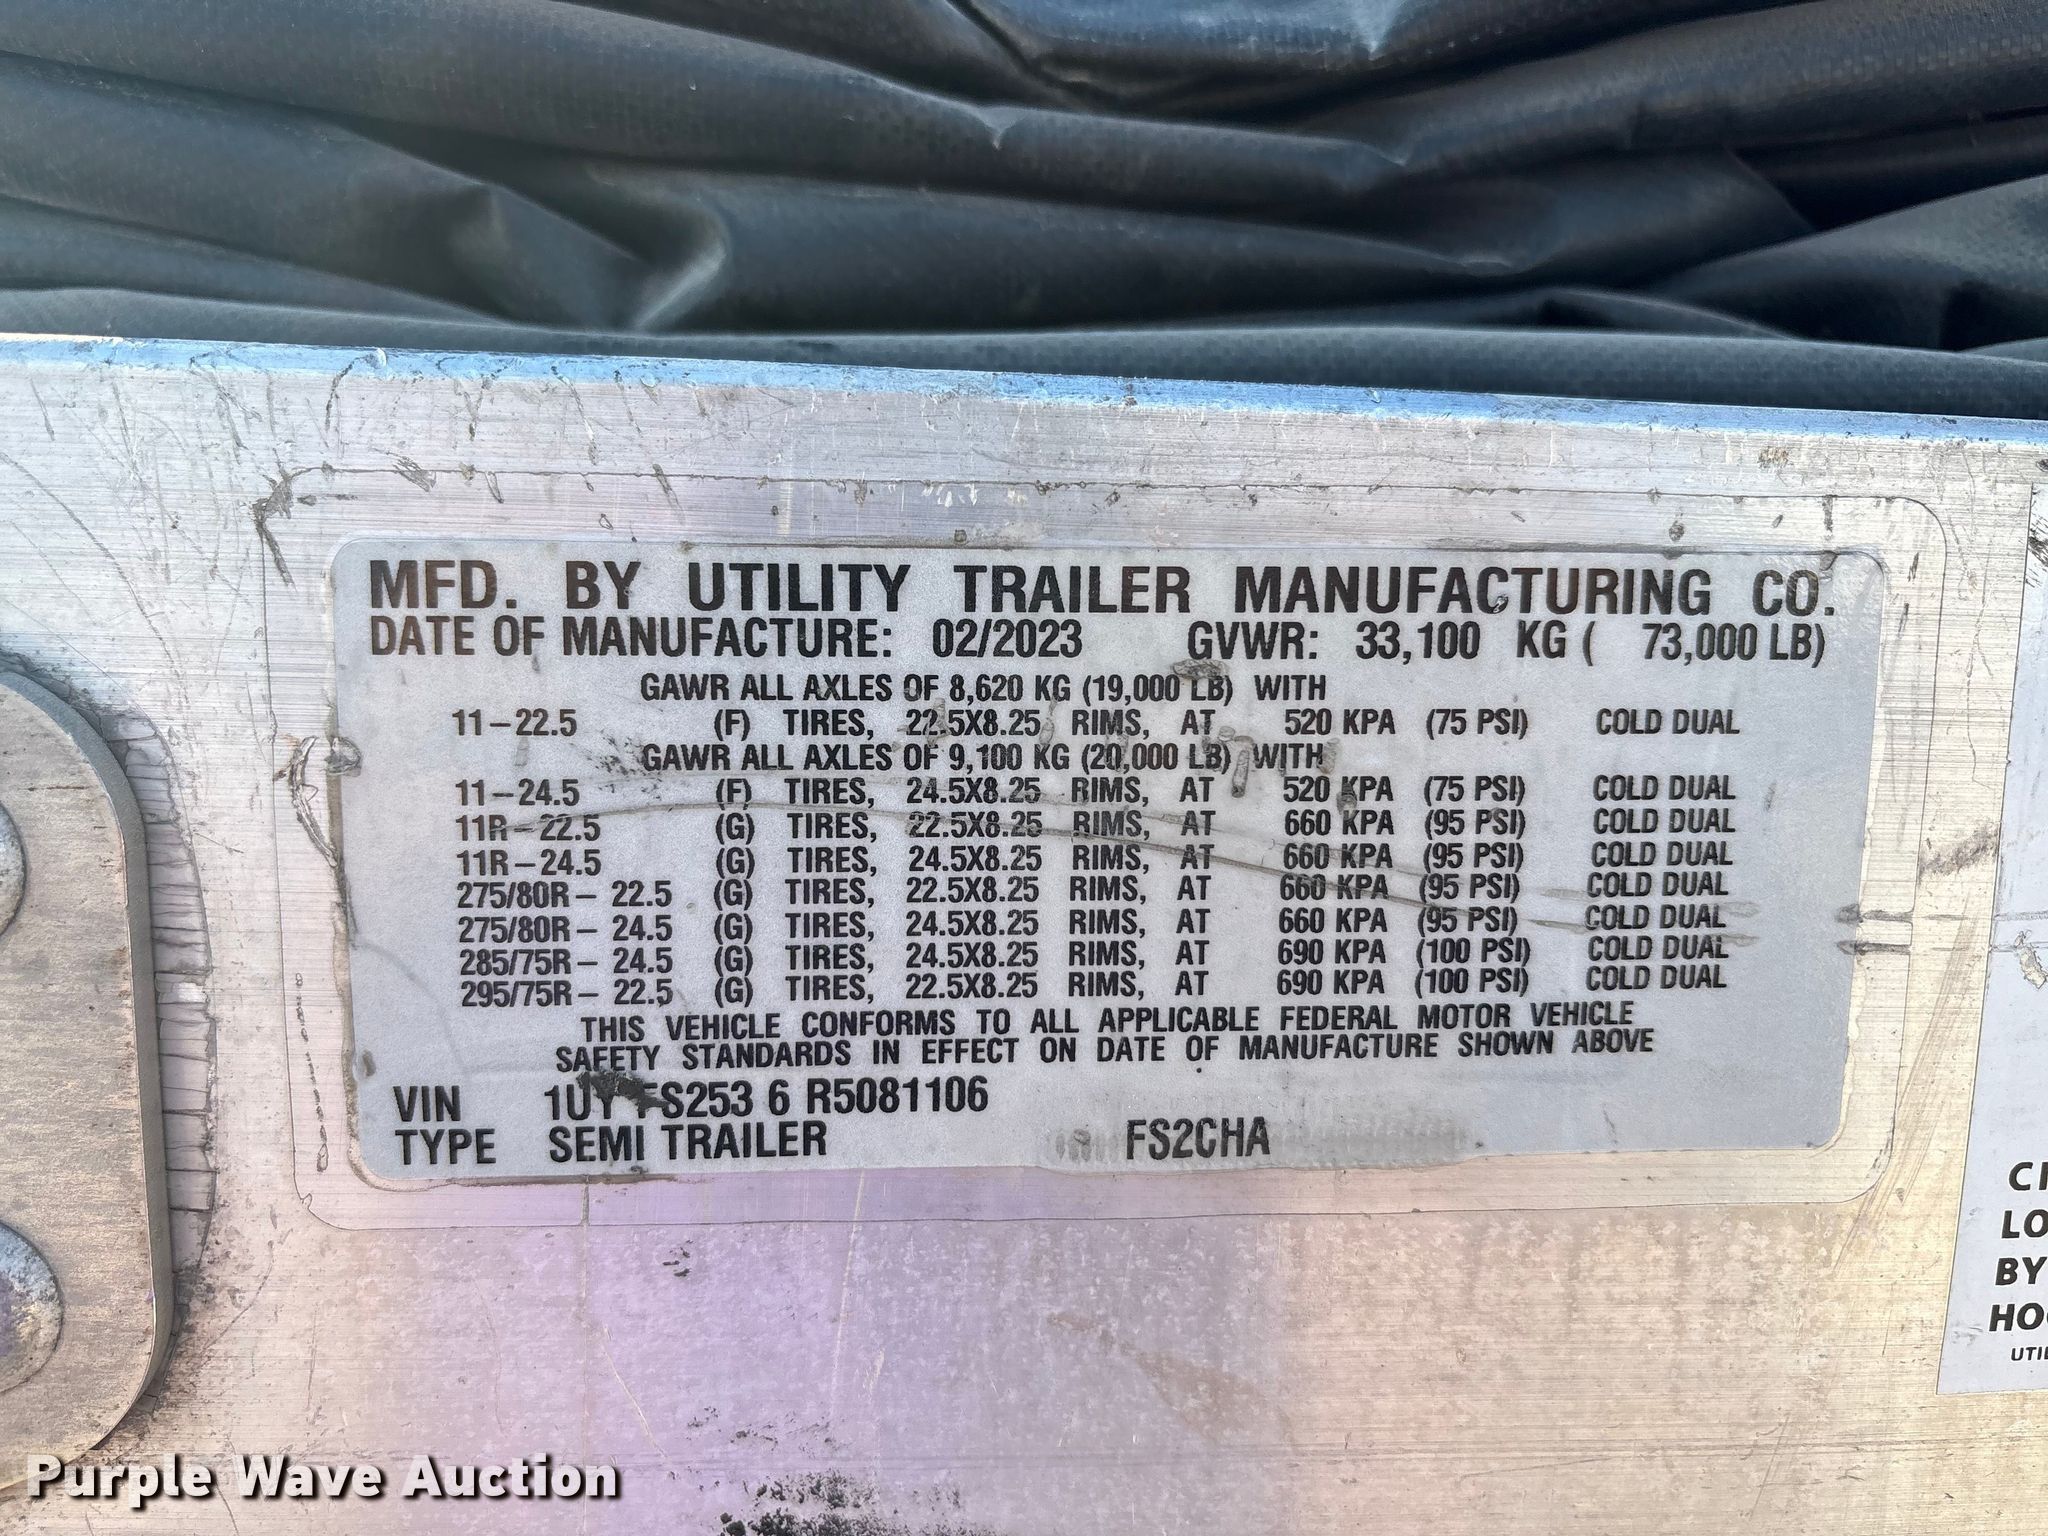 MFD. BY UTILITY TRAILER MANUFACTURING CO.
DATE OF MANUFACTURE: 02/2023 GVWR: 33,100 KG ( 73,000 LB)
GAWR ALL AXLES OF 8,620 KG (19,000 LB) WITH
11-22.5 (F) TIRES, 22.5X8.25 RIMS, AT 520 KPA (75 PSI) COLD DUAL
GAWR ALL AXLES OF 9,100 KG (20,000 LB) WITH
11-24.5 (F) TIRES, 24.5X8.25 RIMS, AT 520 KPA (75 PSI) COLD DUAL
11R-22.5 (G) TIRES, 22.5X8.25 RIMS, AT 660 KPA (95 PSI) COLD DUAL
11R-24.5 (G) TIRES, 24.5X8.25 RIMS, AT 660 KPA (95 PSI) COLD DUAL
275/80R- 22.5 (G) TIRES, 22.5X8.25 RIMS, AT 660 KPA (95 PSI) COLD DUAL
275/80R- 24.5 (G) TIRES, 24.5X8.25 RIMS, AT 660 KPA (95 PSI) COLD DUAL
285/75R- 24.5 (G) TIRES, 24.5X8.25 RIMS, AT 690 KPA (100 PSI) COLD DUAL
295/75R- 22.5 (G) TIRES, 22.5X8.25 RIMS, AT 690 KPA (100 PSI) COLD DUAL
THIS VEHICLE CONFORMS TO ALL APPLICABLE FEDERAL MOTOR VEHICLE
SAFETY STANDARDS IN EFFECT ON DATE OF MANUFACTURE SHOWN ABOVE
VIN 6 R5081106
TYPE SEMI TRAILER FS2CHA
LO
BY
HO
UTIL
Purple Wave Auction